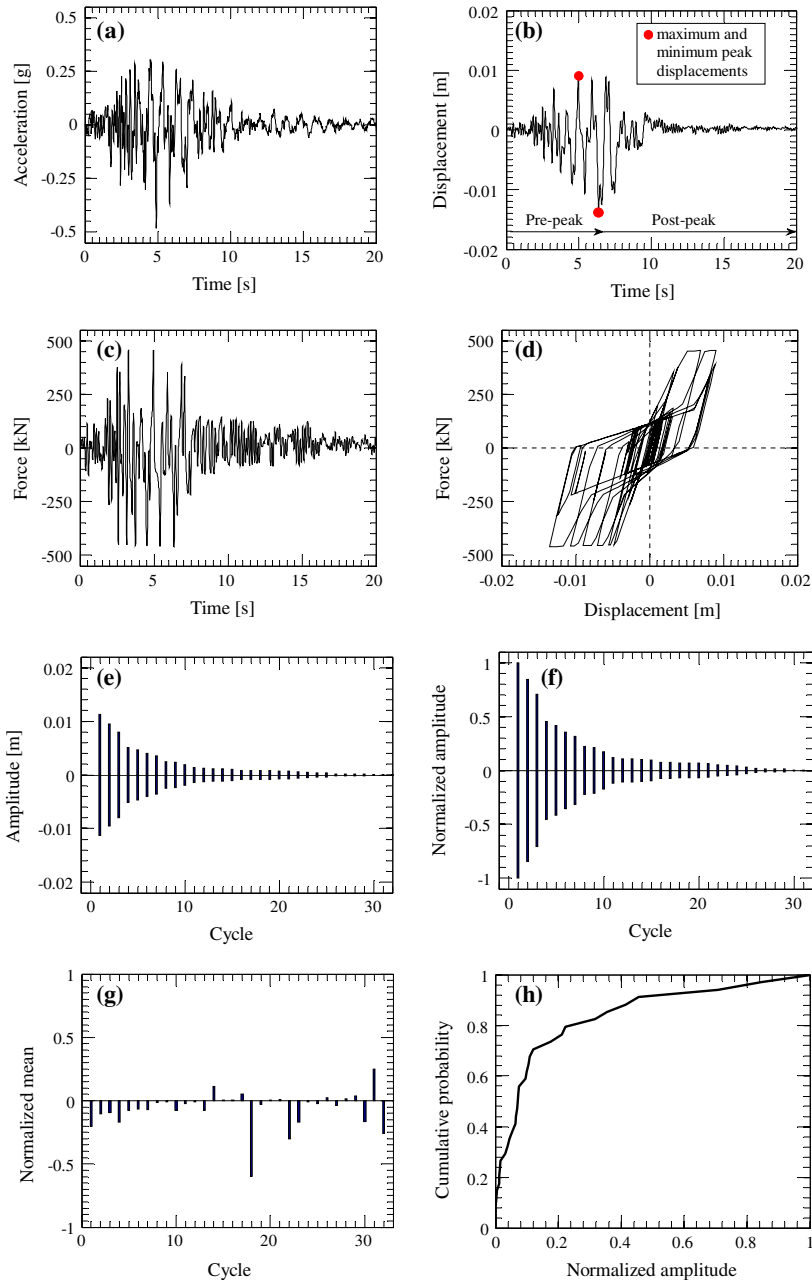 (a)
Acceleration [g]
0.5
0.25
0
-0.25
-0.5
0 5 10 15 20
Time [s]
(b)
maximum and
minimum peak
displacements
Displacement [m]
0.02
0.01
0
-0.01
-0.02
Pre-peak Post-peak
0 5 10 15 20
Time [s]
(c)
Force [kN]
500
250
0
-250
-500
0 5 10 15 20
Time [s]
(d)
Force [kN]
500
250
0
-250
-500
-0.02 -0.01 0 0.01 0.02
Displacement [m]
(e)
Amplitude [m]
0.02
0.01
0
-0.01
-0.02
0 10 20 30
Cycle
(f)
Normalized amplitude
1
0.5
0
-0.5
-1
0 10 20 30
Cycle
(g)
Normalized mean
1
0.5
0
-0.5
-1
0 10 20 30
Cycle
(h)
Cumulative probability
1
0.8
0.6
0.4
0.2
0
0 0.2 0.4 0.6 0.8 1
Normalized amplitude